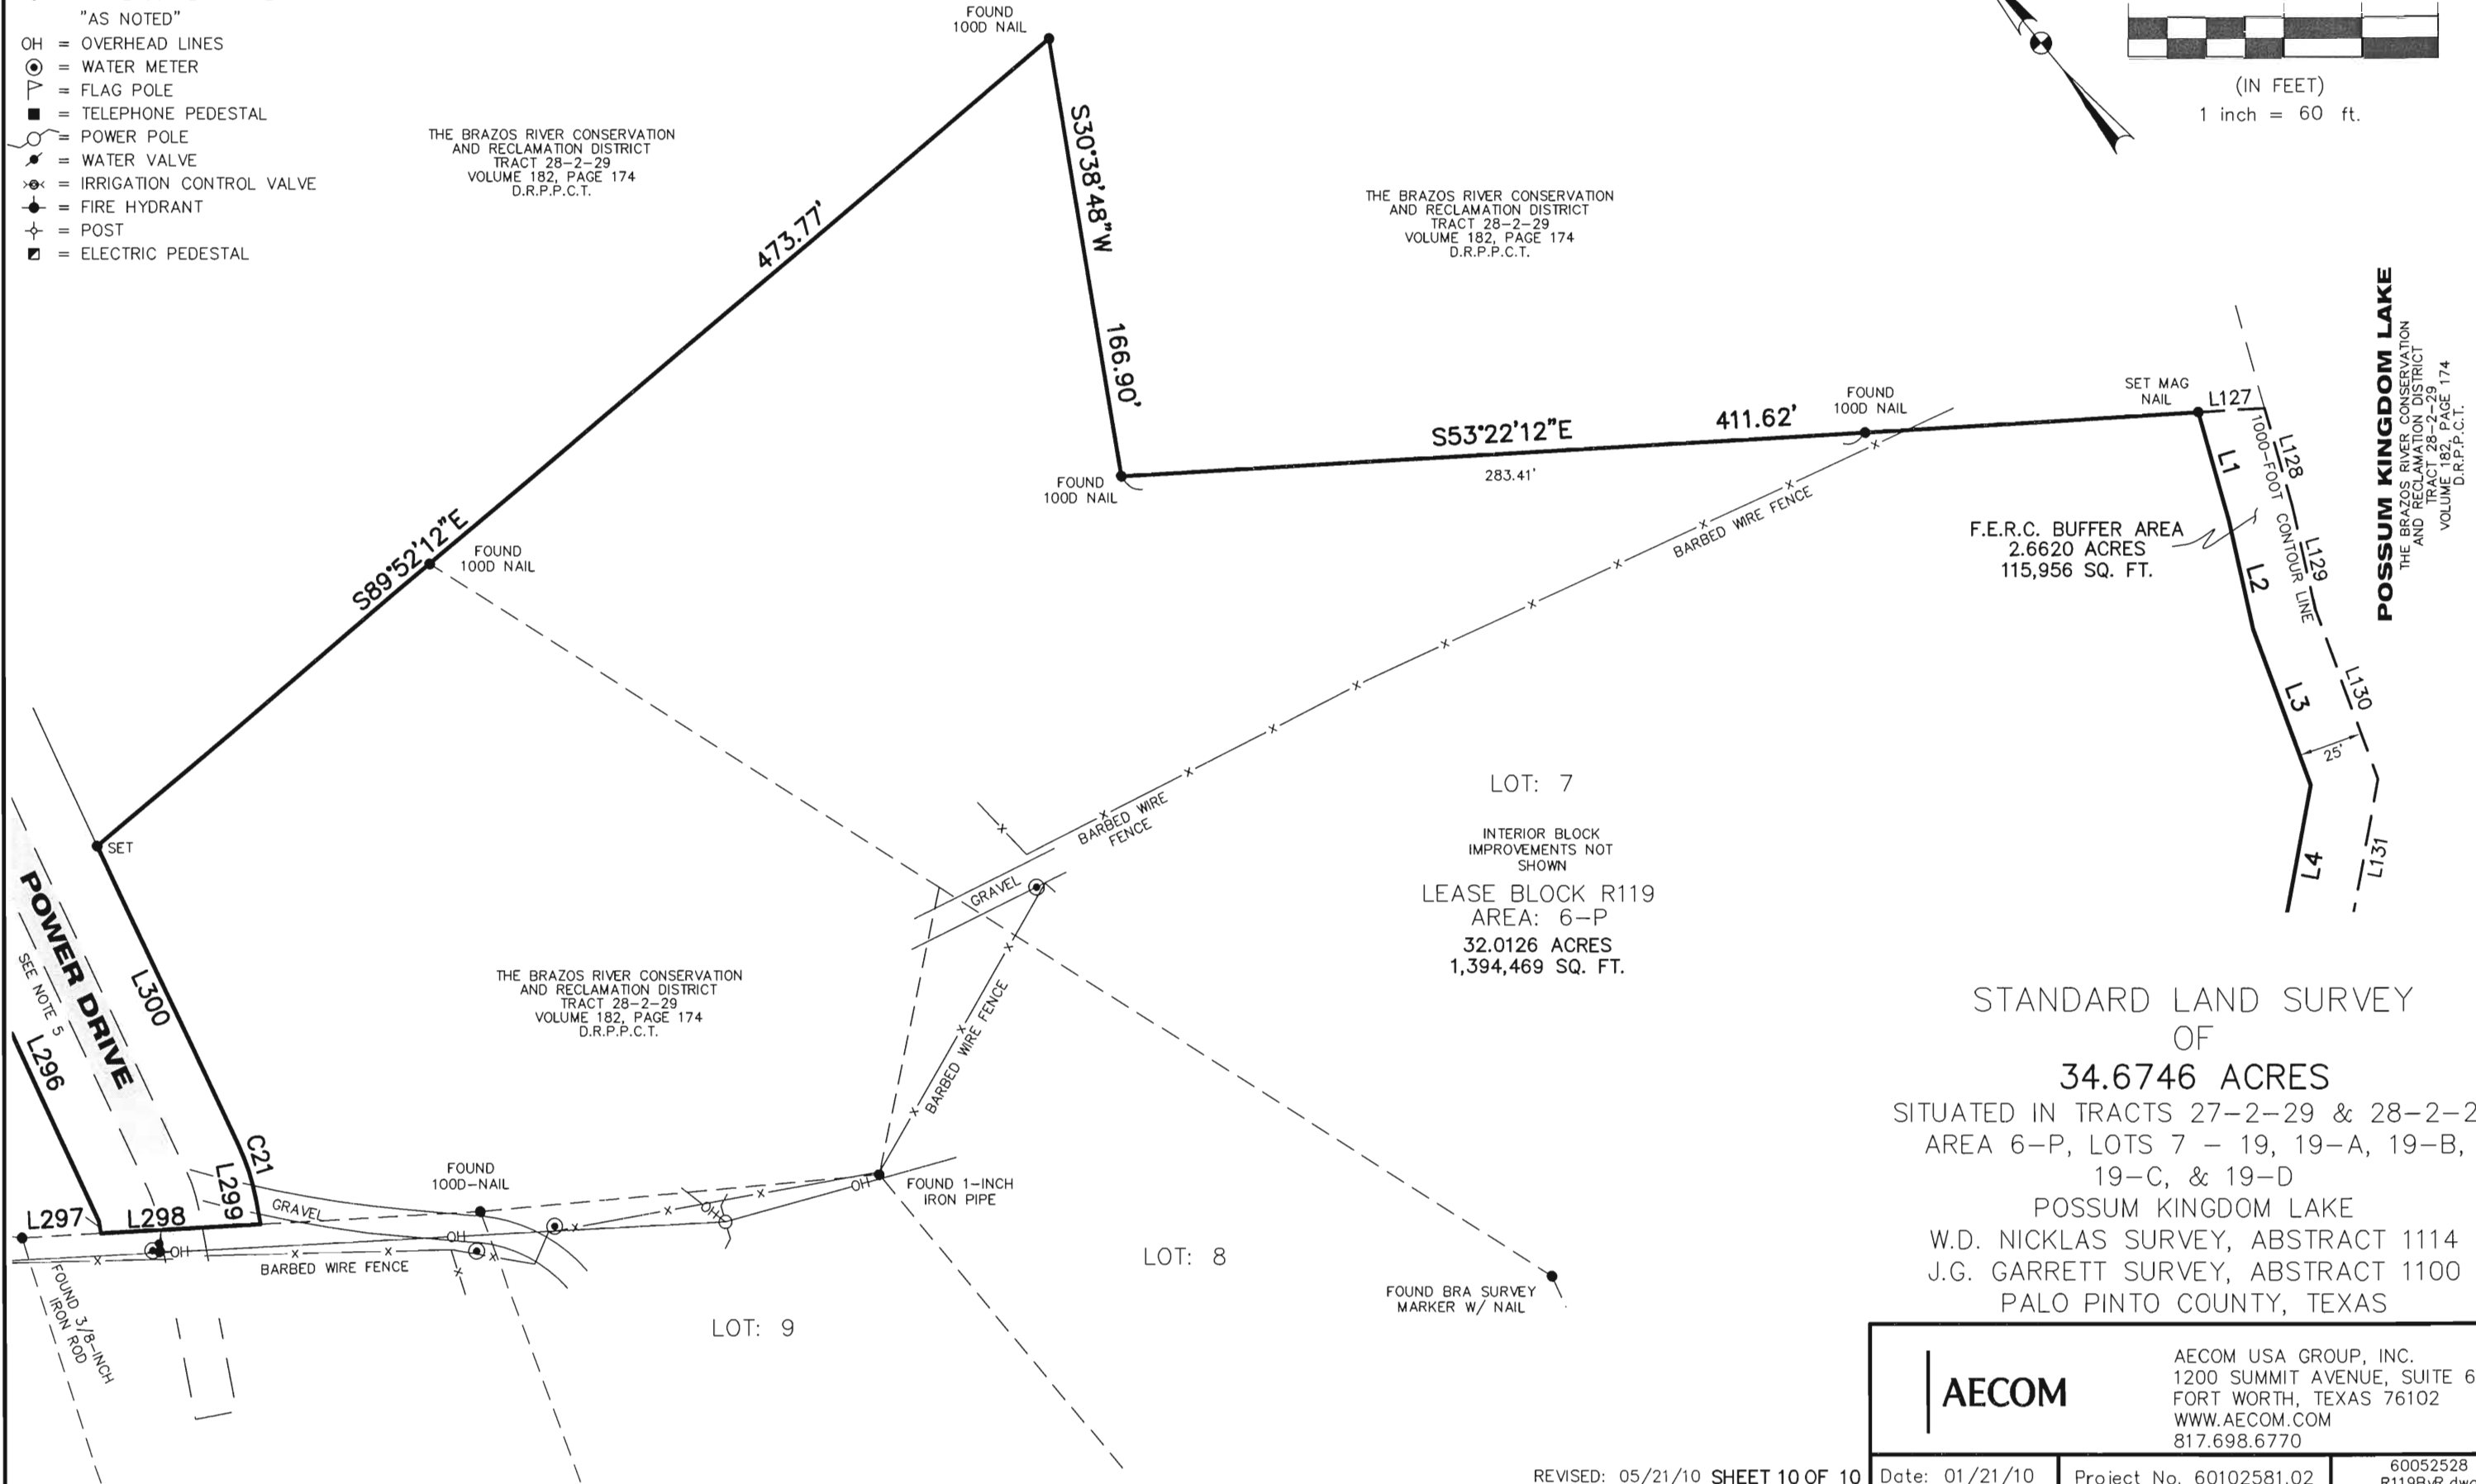 "AS NOTED"
OH = OVERHEAD LINES
= WATER METER
= FLAG POLE
= TELEPHONE PEDESTAL
= POWER POLE
= WATER VALVE
= IRRIGATION CONTROL VALVE
= FIRE HYDRANT
= POST
= ELECTRIC PEDESTAL
(IN FEET)
1 inch = 60 ft.
FOUND
100D NAIL
THE BRAZOS RIVER CONSERVATION
AND RECLAMATION DISTRICT
TRACT 28-2-29
VOLUME 182, PAGE 174
D.R.P.P.C.T.
473.77'
S89°52'12"E
FOUND
100D NAIL
S30°38'48"W
166.90'
THE BRAZOS RIVER CONSERVATION
AND RECLAMATION DISTRICT
TRACT 28-2-29
VOLUME 182, PAGE 174
D.R.P.P.C.T.
FOUND
100D NAIL
S53°22'12"E
411.62'
283.41'
FOUND
100D NAIL
SET MAG
NAIL
L127
L128
L129
L130
L131
1000-FOOT CONTOUR LINE
L1
L2
L3
L4
25'
POSSUM KINGDOM LAKE
THE BRAZOS RIVER CONSERVATION
AND RECLAMATION DISTRICT
TRACT 28-2-29
VOLUME 182, PAGE 174
D.R.P.P.C.T.
F.E.R.C. BUFFER AREA
2.6620 ACRES
115,956 SQ. FT.
BARBED WIRE FENCE
BARBED WIRE
FENCE
GRAVEL
BARBED WIRE FENCE
LOT: 7
INTERIOR BLOCK
IMPROVEMENTS NOT
SHOWN
LEASE BLOCK R119
AREA: 6-P
32.0126 ACRES
1,394,469 SQ. FT.
SET
POWER DRIVE
SEE NOTE 5
L300
L296
C21
L299
L297
L298
THE BRAZOS RIVER CONSERVATION
AND RECLAMATION DISTRICT
TRACT 28-2-29
VOLUME 182, PAGE 174
D.R.P.P.C.T.
FOUND
100D-NAIL
GRAVEL
OH
OH
OH
OH
BARBED WIRE FENCE
FOUND 3/8-INCH
IRON ROD
FOUND 1-INCH
IRON PIPE
LOT: 8
LOT: 9
FOUND BRA SURVEY
MARKER W/ NAIL
STANDARD LAND SURVEY
OF
34.6746 ACRES
SITUATED IN TRACTS 27-2-29 & 28-2-2
AREA 6-P, LOTS 7 - 19, 19-A, 19-B,
19-C, & 19-D
POSSUM KINGDOM LAKE
W.D. NICKLAS SURVEY, ABSTRACT 1114
J.G. GARRETT SURVEY, ABSTRACT 1100
PALO PINTO COUNTY, TEXAS
AECOM
AECOM USA GROUP, INC.
1200 SUMMIT AVENUE, SUITE 6
FORT WORTH, TEXAS 76102
WWW.AECOM.COM
817.698.6770
REVISED: 05/21/10 SHEET 10 OF 10
Date: 01/21/10
Project No. 60102581.02
60052528